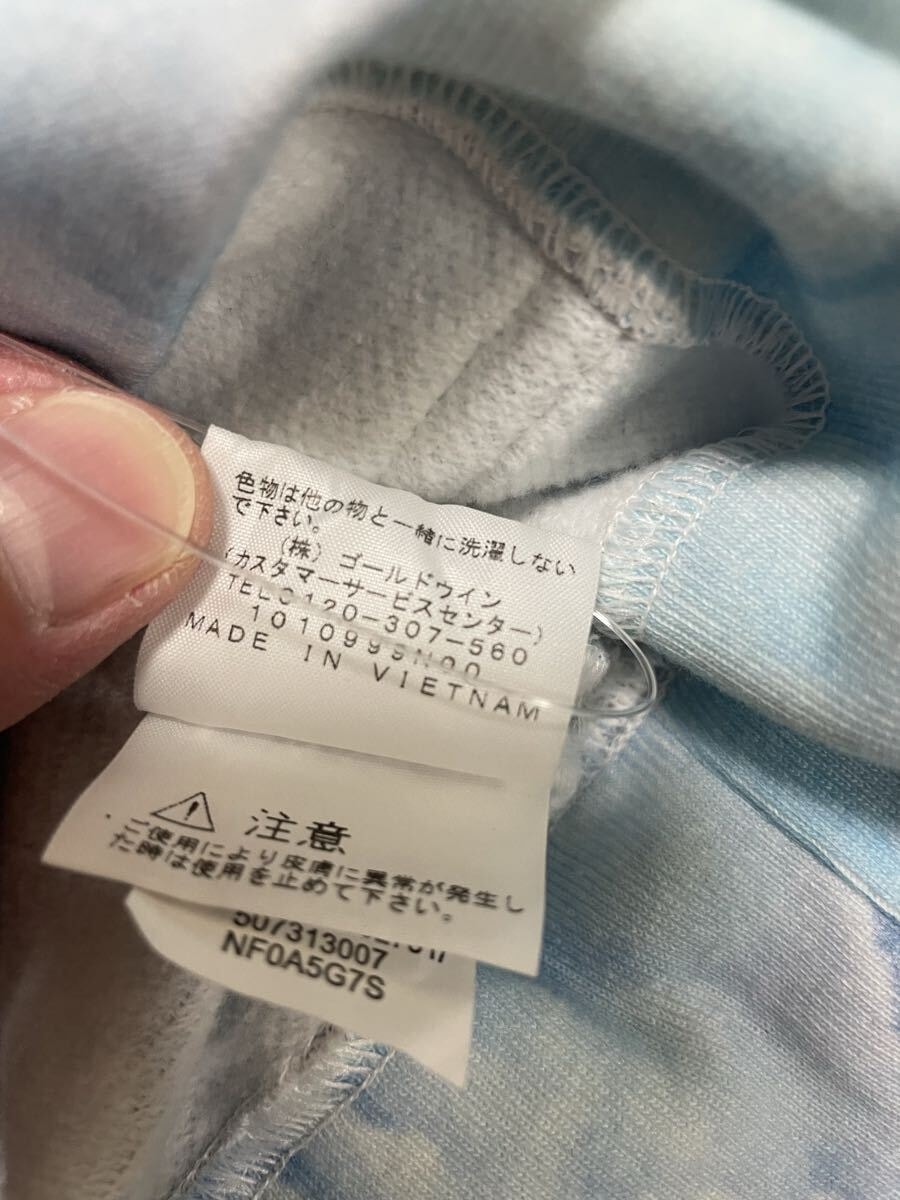 色物は他の物と一緒に洗濯しない
で下さい。
(株) ゴールドウイン
(カスタマーサービスセンター)
TEL0120-307-560
MADE IN VIETNAM
注意
・ご使用により皮膚に異常が発生し
た時は使用を止めて下さい。
507313007
NF0A5G7S